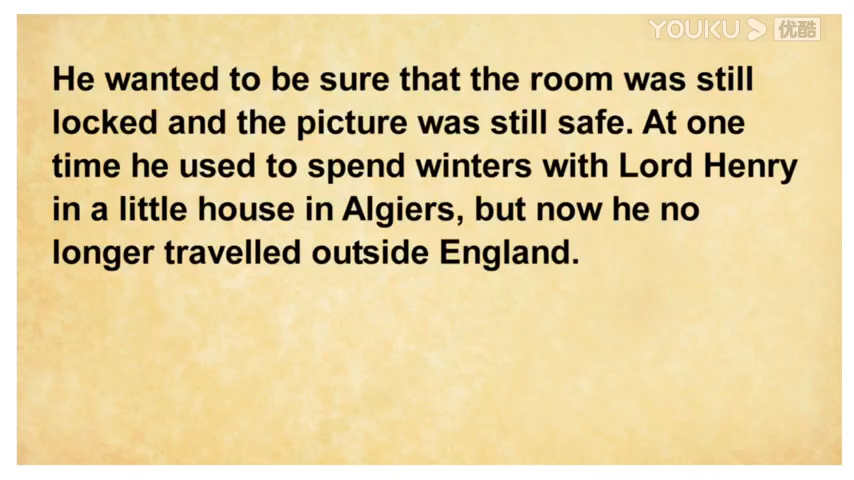 YOUKU 优酷
He wanted to be sure that the room was still
locked and the picture was still safe. At one
time he used to spend winters with Lord Henry
in a little house in Algiers, but now he no
longer travelled outside England.